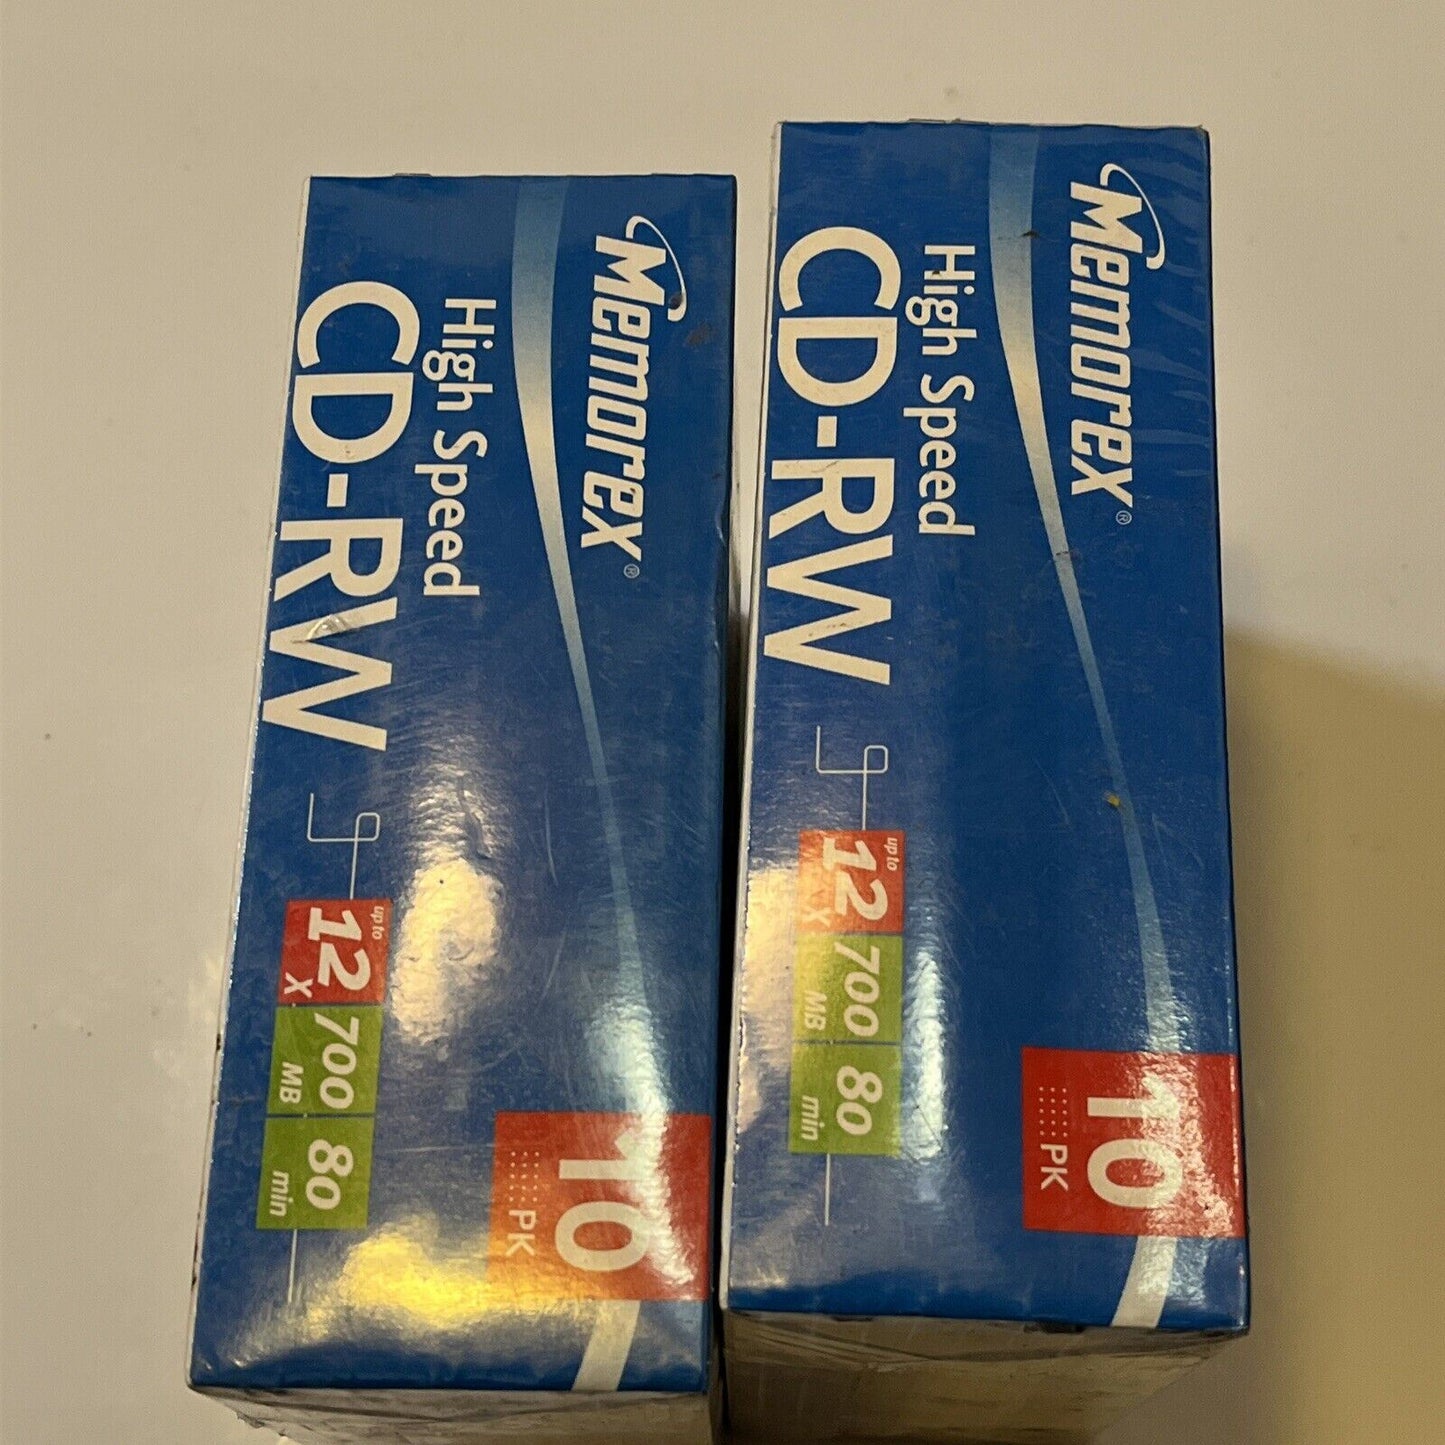 Memorex®
High Speed
CD-RW
up to
12
X
700
MB
80
min
10
PK
Memorex®
High Speed
CD-RW
up to
12
X
700
MB
80
min
10
PK